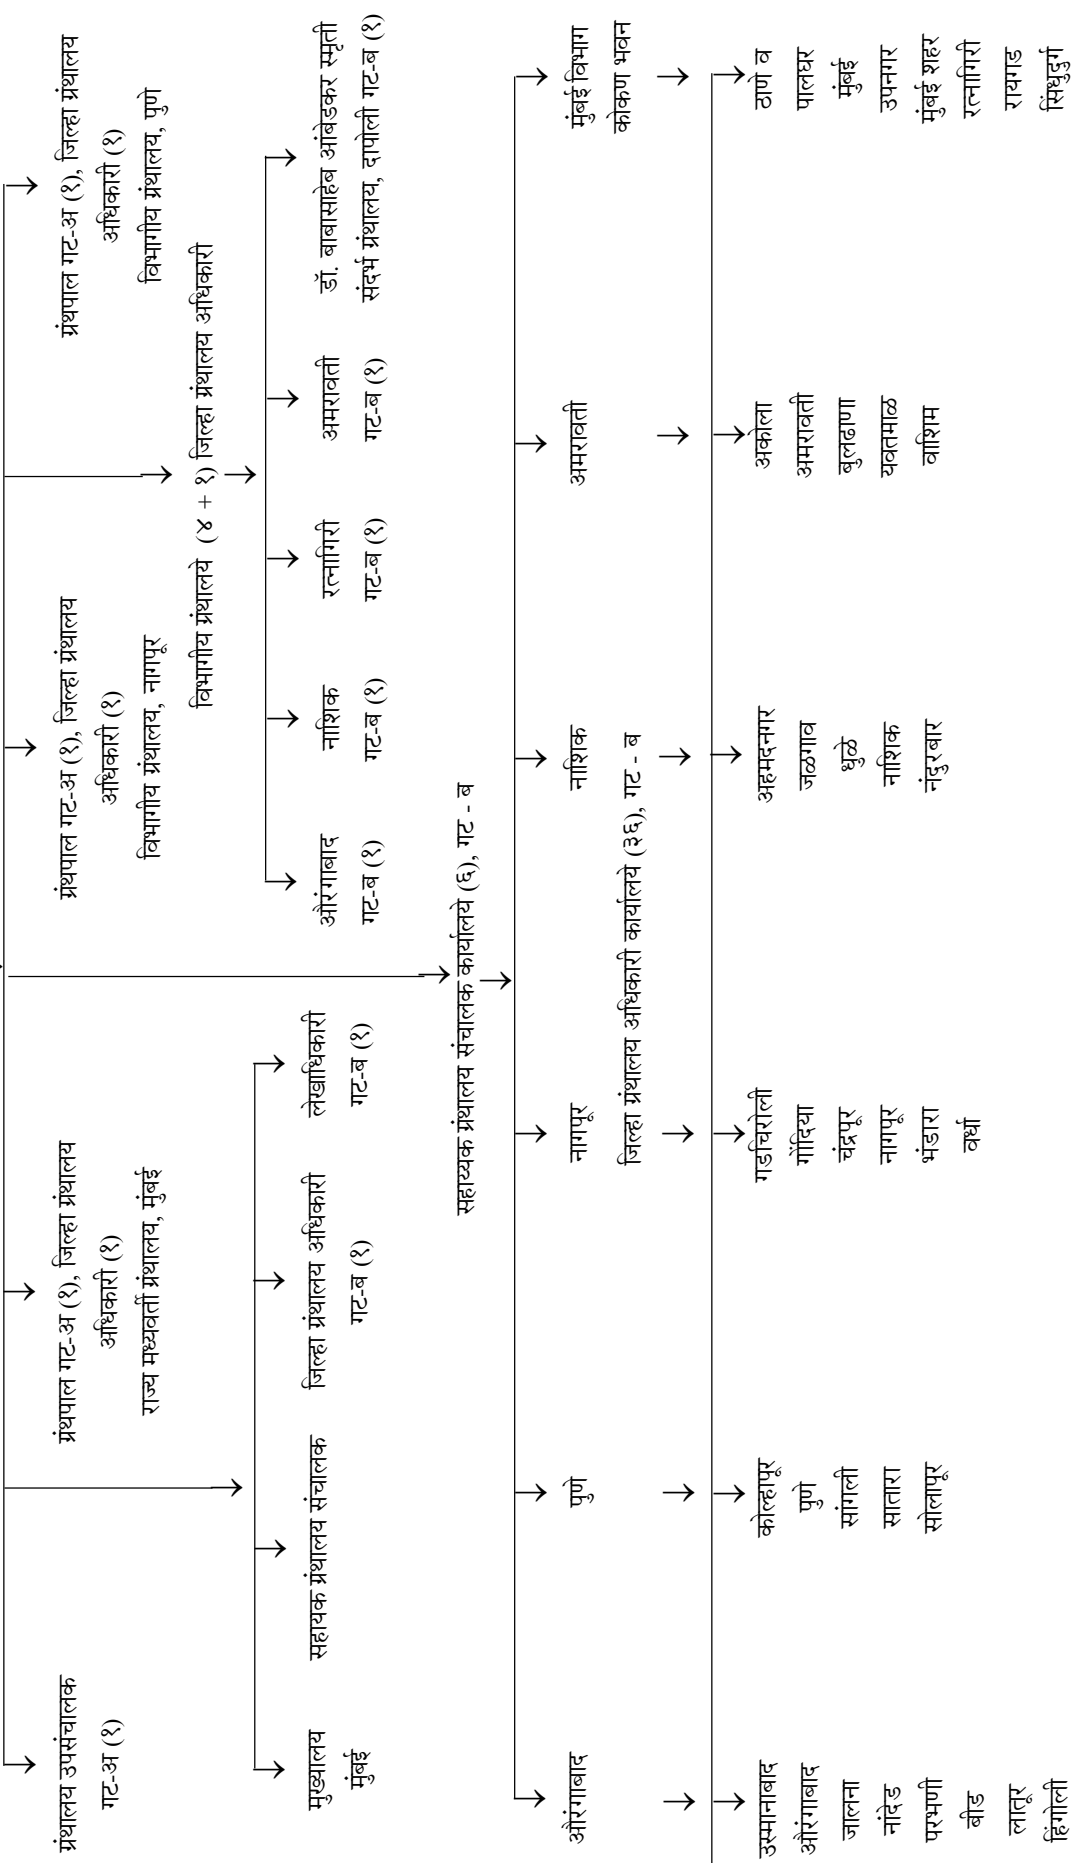 ग्रंथालय उपसंचालक
गट-अ (१)
ग्रंथपाल गट-अ (१), जिल्हा ग्रंथालय
अधिकारी (१)
राज्य मध्यवर्ती ग्रंथालय, मुंबई
ग्रंथपाल गट-अ (१), जिल्हा ग्रंथालय
अधिकारी (१)
विभागीय ग्रंथालय, नागपूर
ग्रंथपाल गट-अ (१), जिल्हा ग्रंथालय
अधिकारी (१)
विभागीय ग्रंथालय, पुणे
विभागीय ग्रंथालये (४ + १) जिल्हा ग्रंथालय अधिकारी
मुख्यालय
मुंबई
सहायक ग्रंथालय संचालक
जिल्हा ग्रंथालय अधिकारी
गट-ब (१)
लेखाधिकारी
गट-ब (१)
औरंगाबाद
गट-ब (१)
नाशिक
गट-ब (१)
रत्नागिरी
गट-ब (१)
अमरावती
गट-ब (१)
डॉ. बाबासाहेब आंबेडकर स्मृती
संदर्भ ग्रंथालय, दापोली गट-ब (१)
सहाय्यक ग्रंथालय संचालक कार्यालये (६), गट - ब
औरंगाबाद
पुणे
नागपूर
नाशिक
अमरावती
मुंबई विभाग
कोकण भवन
जिल्हा ग्रंथालय अधिकारी कार्यालये (३६), गट - ब
उस्मानाबाद
औरंगाबाद
जालना
नांदेड
परभणी
बीड
लातूर
हिंगोली
कोल्हापूर
पुणे
सांगली
सातारा
सोलापूर
गडचिरोली
गोंदिया
चंद्रपूर
नागपूर
भंडारा
वर्धा
अहमदनगर
जळगाव
धुळे
नाशिक
नंदुरबार
अकोला
अमरावती
बुलढाणा
यवतमाळ
वाशिम
ठाणे व
पालघर
मुंबई
उपनगर
मुंबई शहर
रत्नागिरी
रायगड
सिंधुदुर्ग